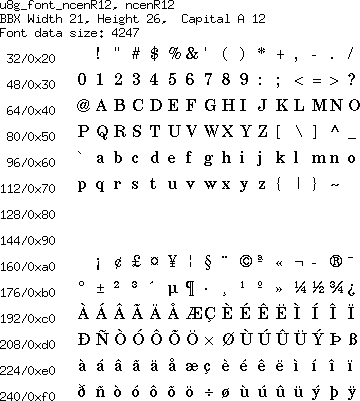 u8g_font_ncenR12, ncenR12
BBX Width 21, Height 26, Capital A 12
Font data size: 4247
32/0x20 ! " # $ % & ' ( ) * + , - . /
48/0x30 0 1 2 3 4 5 6 7 8 9 : ; < = > ?
64/0x40 @ A B C D E F G H I J K L M N O
80/0x50 P Q R S T U V W X Y Z [ \ ] ^ _
96/0x60 ` a b c d e f g h i j k l m n o
112/0x70 p q r s t u v w x y z { | } ~
128/0x80
144/0x90
160/0xa0 ¡ ¢ £ ¤ ¥ ¦ § ¨ © ª « ¬ - ® ¯
176/0xb0 ° ± ² ³ ´ µ ¶ · ¸ ¹ º » ¼ ½ ¾ ¿
192/0xc0 À Á Â Ã Ä Å Æ Ç È É Ê Ë Ì Í Î Ï
208/0xd0 Ð Ñ Ò Ó Ô Õ Ö × Ø Ù Ú Û Ü Ý Þ ß
224/0xe0 à á â ã ä å æ ç è é ê ë ì í î ï
240/0xf0 ð ñ ò ó ô õ ö ÷ ø ù ú û ü ý þ ÿ